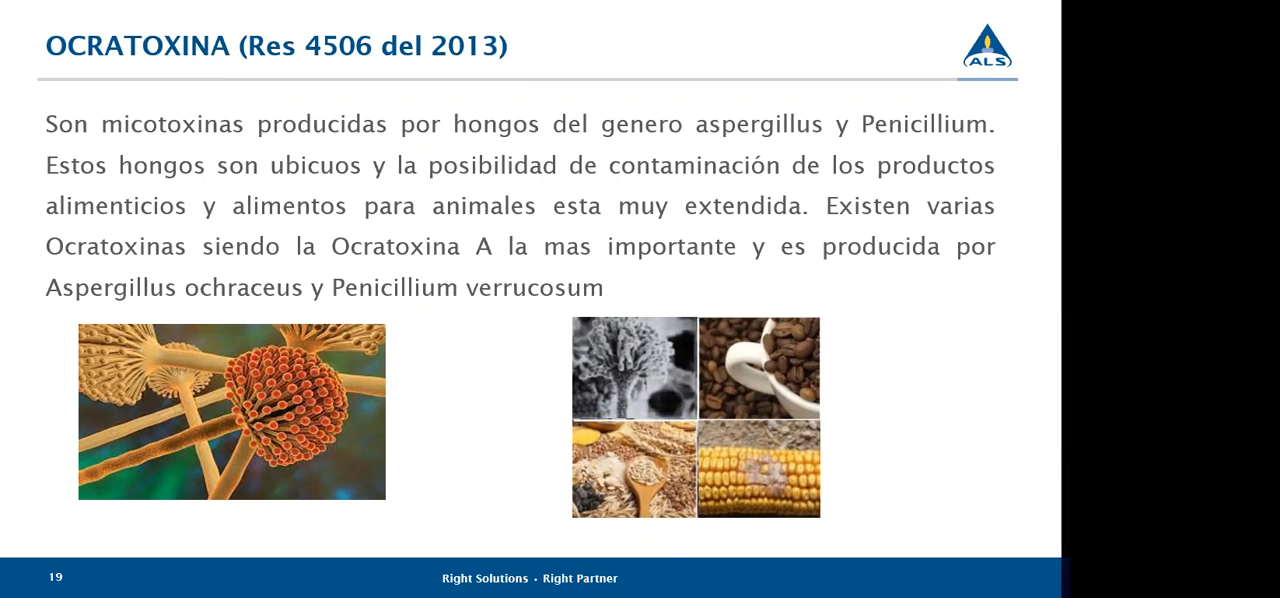 OCRATOXINA (Res 4506 del 2013)
ALS
Son micotoxinas producidas por hongos del genero aspergillus y Penicillium.
Estos hongos son ubicuos y la posibilidad de contaminación de los productos
alimenticios y alimentos para animales esta muy extendida. Existen varias
Ocratoxinas siendo la Ocratoxina A la mas importante y es producida por
Aspergillus ochraceus y Penicillium verrucosum
19
Right Solutions • Right Partner